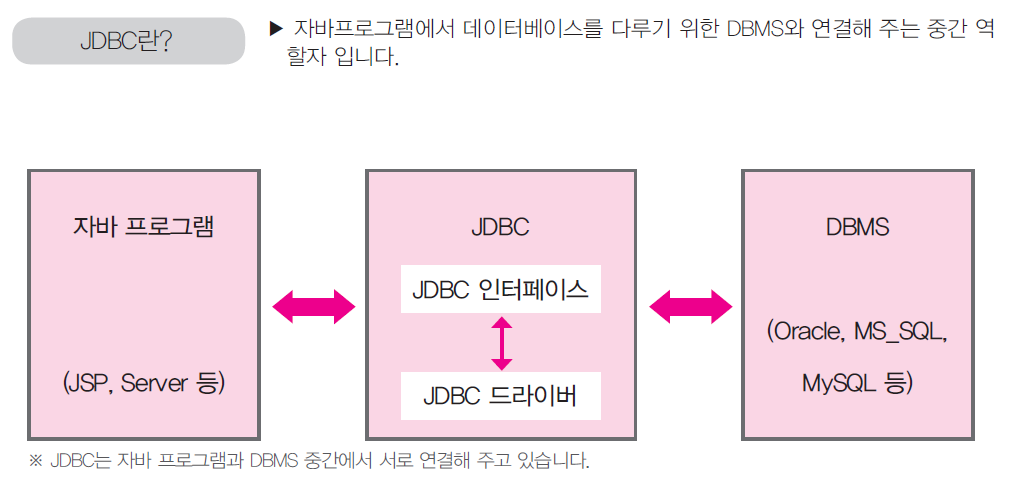 JDBC란?
▶ 자바프로그램에서 데이터베이스를 다루기 위한 DBMS와 연결해 주는 중간 역
할자 입니다.
자바 프로그램
(JSP, Server 등)
JDBC
JDBC 인터페이스
JDBC 드라이버
DBMS
(Oracle, MS_SQL,
MySQL 등)
※ JDBC는 자바 프로그램과 DBMS 중간에서 서로 연결해 주고 있습니다.